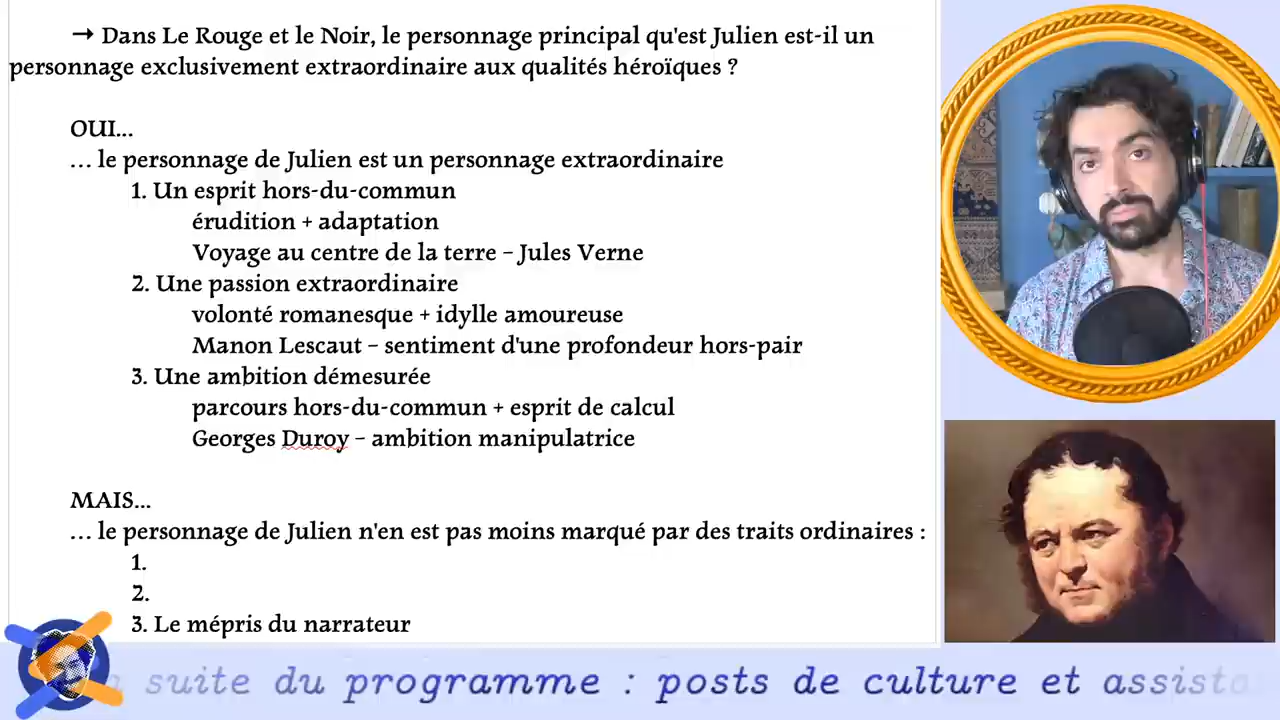 → Dans Le Rouge et le Noir, le personnage principal qu'est Julien est-il un
personnage exclusivement extraordinaire aux qualités héroïques ?
OUI...
... le personnage de Julien est un personnage extraordinaire
1. Un esprit hors-du-commun
érudition + adaptation
Voyage au centre de la terre – Jules Verne
2. Une passion extraordinaire
volonté romanesque + idylle amoureuse
Manon Lescaut – sentiment d'une profondeur hors-pair
3. Une ambition démesurée
parcours hors-du-commun + esprit de calcul
Georges Duroy – ambition manipulatrice
MAIS...
... le personnage de Julien n'en est pas moins marqué par des traits ordinaires :
1.
2.
3. Le mépris du narrateur
suite du programme : posts de culture et assista